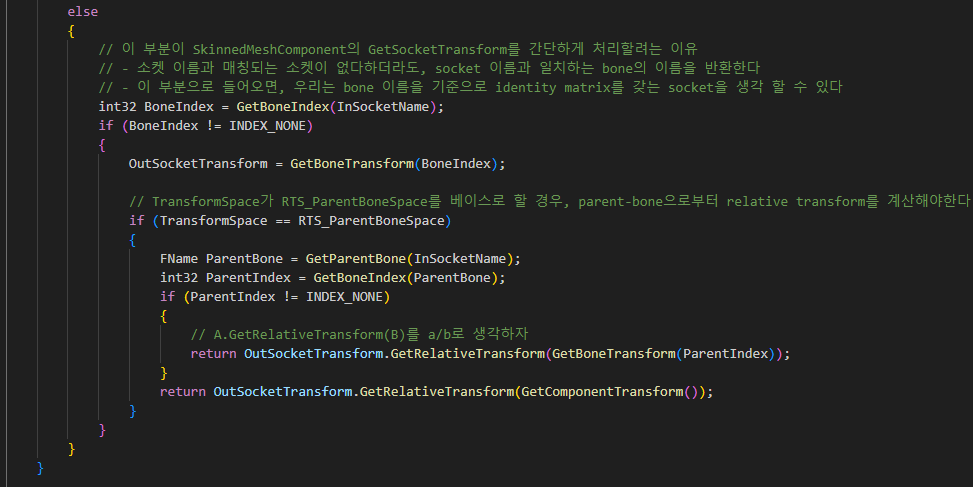 else
{
// 이 부분이 SkinnedMeshComponent의 GetSocketTransform를 간단하게 처리할려는 이유
// - 소켓 이름과 매칭되는 소켓이 없다하더라도, socket 이름과 일치하는 bone의 이름을 반환한다
// - 이 부분으로 들어오면, 우리는 bone 이름을 기준으로 identity matrix를 갖는 socket을 생각 할 수 있다
int32 BoneIndex = GetBoneIndex(InSocketName);
if (BoneIndex != INDEX_NONE)
{
OutSocketTransform = GetBoneTransform(BoneIndex);
// TransformSpace가 RTS_ParentBoneSpace를 베이스로 할 경우, parent-bone으로부터 relative transform를 계산해야한다
if (TransformSpace == RTS_ParentBoneSpace)
{
FName ParentBone = GetParentBone(InSocketName);
int32 ParentIndex = GetBoneIndex(ParentBone);
if (ParentIndex != INDEX_NONE)
{
// A.GetRelativeTransform(B)를 a/b로 생각하자
return OutSocketTransform.GetRelativeTransform(GetBoneTransform(ParentIndex));
}
return OutSocketTransform.GetRelativeTransform(GetComponentTransform());
}
}
}
}